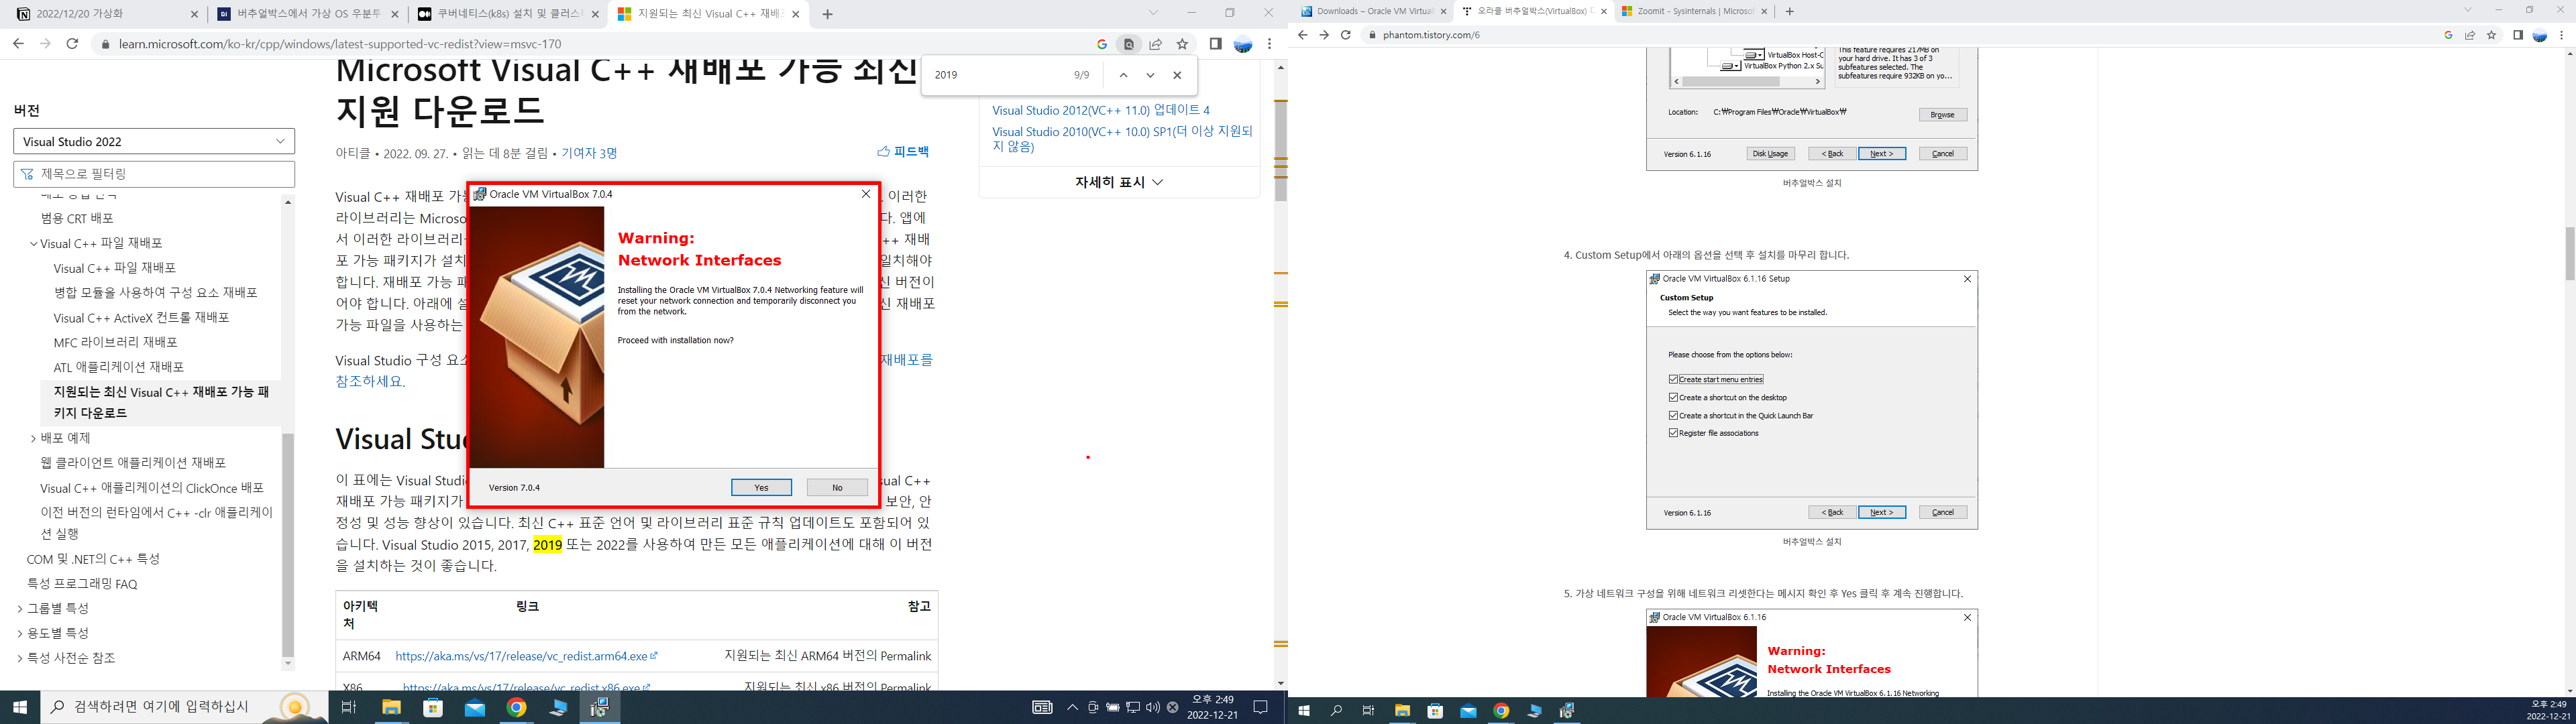 2022/12/20 가상화
버추얼박스에서 가상 OS 우분투
쿠버네티스(k8s) 설치 및 클러스터
지원되는 최신 Visual C++ 재배
learn.microsoft.com/ko-kr/cpp/windows/latest-supported-vc-redist?view=msvc-170
2019
9/9
버전
Visual Studio 2022
제목으로 필터링
범용 CRT 배포
Visual C++ 파일 재배포
Visual C++ 파일 재배포
병합 모듈을 사용하여 구성 요소 재배포
Visual C++ ActiveX 컨트롤 재배포
MFC 라이브러리 재배포
ATL 애플리케이션 재배포
지원되는 최신 Visual C++ 재배포 가능 패
키지 다운로드
배포 예제
웹 클라이언트 애플리케이션 재배포
Visual C++ 애플리케이션의 ClickOnce 배포
이전 버전의 런타임에서 C++ -clr 애플리케이
션 실행
COM 및 .NET의 C++ 특성
특성 프로그래밍 FAQ
그룹별 특성
용도별 특성
특성 사전순 참조
Microsoft Visual C++ 재배포 가능 최신
지원 다운로드
아티클 • 2022. 09. 27. • 읽는 데 8분 걸림 • 기여자 3명
피드백
Visual C++ 재배포 가능
이러한
라이브러리는 Microso
다. 앱에
서 이러한 라이브러리
++ 재배
포 가능 패키지가 설치
일치해야
합니다. 재배포 가능 패
신 버전이
어야 합니다. 아래에 설
신 재배포
가능 파일을 사용하는
Visual Studio 구성 요소
재배포를
참조하세요.
Visual Stu
이 표에는 Visual Studi
ual C++
재배포 가능 패키지가
보안, 안
정성 및 성능 향상이 있습니다. 최신 C++ 표준 언어 및 라이브러리 표준 규칙 업데이트도 포함되어 있
습니다. Visual Studio 2015, 2017, 2019 또는 2022를 사용하여 만든 모든 애플리케이션에 대해 이 버전
을 설치하는 것이 좋습니다.
아키텍
처
링크
참고
ARM64
https://aka.ms/vs/17/release/vc_redist.arm64.exe
지원되는 최신 ARM64 버전의 Permalink
X86
https://aka.ms/vs/17/release/vc_redist.x86.exe
지원되는 최신 x86 버전의 Permalink
Visual Studio 2012(VC++ 11.0) 업데이트 4
Visual Studio 2010(VC++ 10.0) SP1(더 이상 지원되
지 않음)
자세히 표시
Oracle VM VirtualBox 7.0.4
Warning:
Network Interfaces
Installing the Oracle VM VirtualBox 7.0.4 Networking feature will
reset your network connection and temporarily disconnect you
from the network.
Proceed with installation now?
Version 7.0.4
Yes
No
검색하려면 여기에 입력하십시
오후 2:49
2022-12-21
Downloads – Oracle VM Virtual
오라클 버추얼박스(VirtualBox) 다
Zoomit - Sysinternals | Microsof
phantom.tistory.com/6
VirtualBox Host-C
VirtualBox Python 2.x Su
This feature requires 217MB on
your hard drive. It has 3 of 3
subfeatures selected. The
subfeatures require 932KB on yo...
Location:
C:₩Program Files₩Oracle₩VirtualBox₩
Browse
Version 6.1.16
Disk Usage
< Back
Next >
Cancel
버추얼박스 설치
4. Custom Setup에서 아래의 옵션을 선택 후 설치를 마무리 합니다.
Oracle VM VirtualBox 6.1.16 Setup
Custom Setup
Select the way you want features to be installed.
Please choose from the options below:
Create start menu entries
Create a shortcut on the desktop
Create a shortcut in the Quick Launch Bar
Register file associations
Version 6.1.16
< Back
Next >
Cancel
버추얼박스 설치
5. 가상 네트워크 구성을 위해 네트워크 리셋한다는 메시지 확인 후 Yes 클릭 후 계속 진행합니다.
Oracle VM VirtualBox 6.1.16
Warning:
Network Interfaces
Installing the Oracle VM VirtualBox 6.1.16 Networking
오후 2:49
2022-12-21